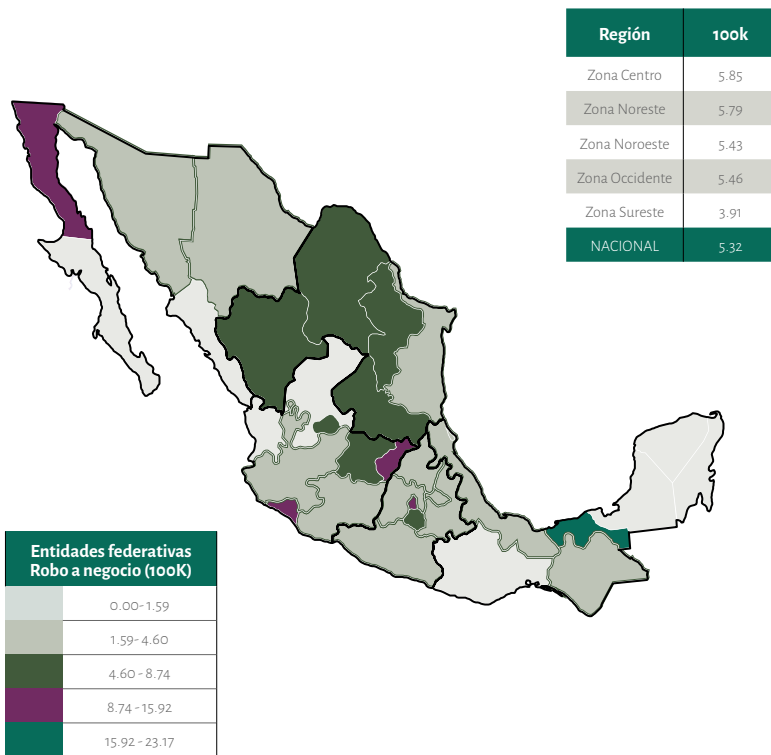 Región 100k
Zona Centro 5.85
Zona Noreste 5.79
Zona Noroeste 5.43
Zona Occidente 5.46
Zona Sureste 3.91
NACIONAL 5.32
Entidades federativas
Robo a negocio (100K)
0.00-1.59
1.59-4.60
4.60-8.74
8.74-15.92
15.92-23.17